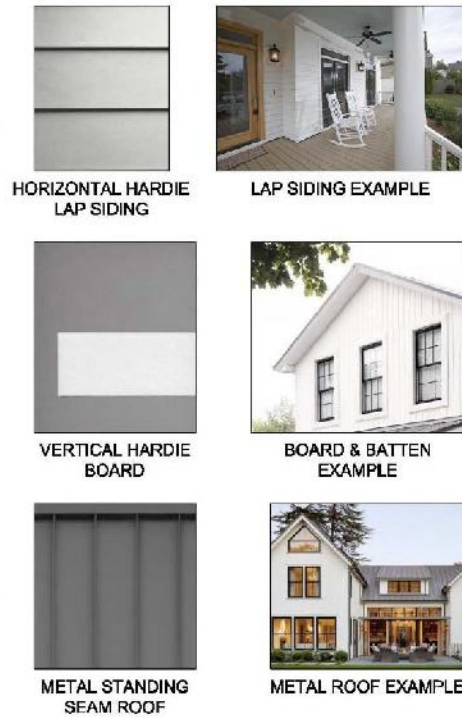 HORIZONTAL HARDIE
LAP SIDING
LAP SIDING EXAMPLE
VERTICAL HARDIE
BOARD
BOARD & BATTEN
EXAMPLE
METAL STANDING
SEAM ROOF
METAL ROOF EXAMPLE